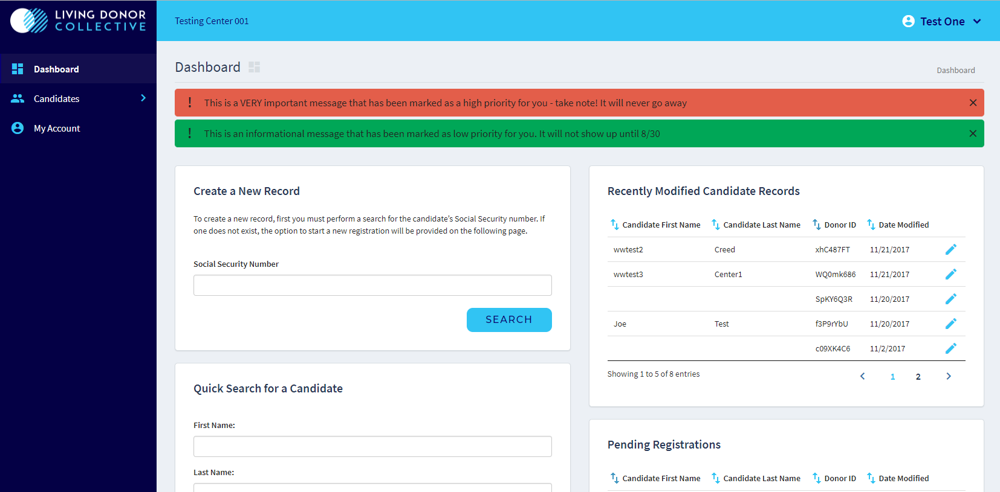 LIVING DONOR
COLLECTIVE
Testing Center 001
Test One
Dashboard
Candidates
My Account
Dashboard
Dashboard
! This is a VERY important message that has been marked as a high priority for you - take note! It will never go away
! This is an informational message that has been marked as low priority for you. It will not show up until 8/30
Create a New Record
To create a new record, first you must perform a search for the candidate's Social Security number. If
one does not exist, the option to start a new registration will be provided on the following page.
Social Security Number
SEARCH
Quick Search for a Candidate
First Name:
Last Name:
Recently Modified Candidate Records
Candidate First Name Candidate Last Name Donor ID Date Modified
wwtest2 Creed xhC487FT 11/21/2017
wwtest3 Center1 WQ0mk686 11/21/2017
SpKY6Q3R 11/20/2017
Joe Test f3P9rYbU 11/20/2017
c09XK4C6 11/2/2017
Showing 1 to 5 of 8 entries 1 2
Pending Registrations
Candidate First Name Candidate Last Name Donor ID Date Modified